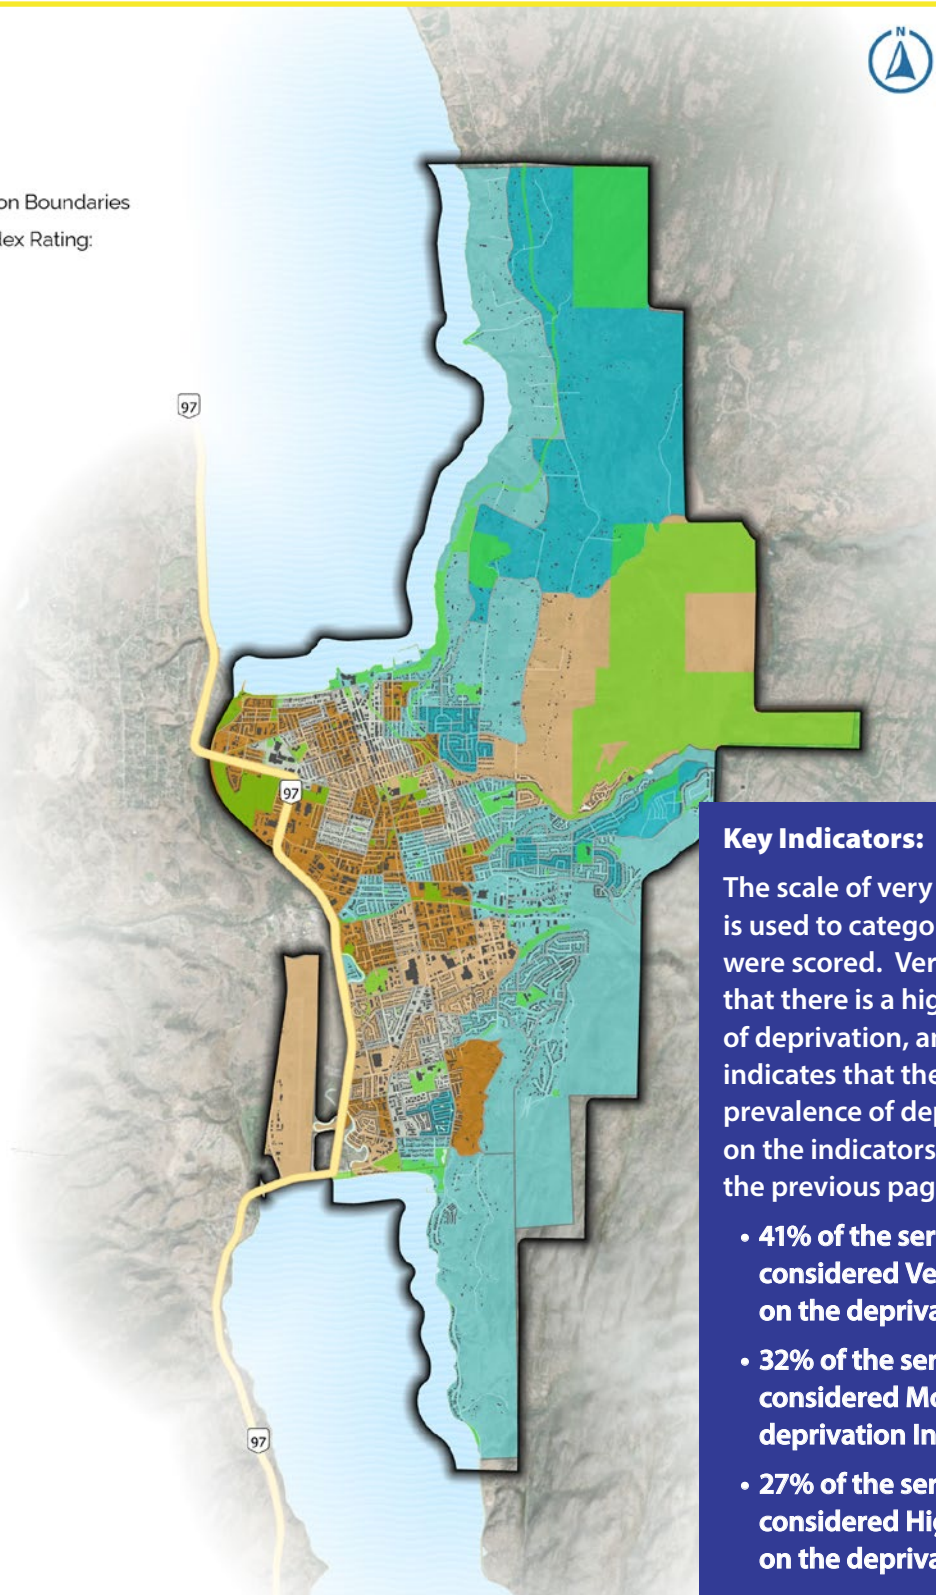 N
on Boundaries
lex Rating:
97
97
97
Key Indicators:
The scale of very
is used to catego
were scored.  Ver
that there is a hig
of deprivation, an
indicates that the
prevalence of dep
on the indicators
the previous pag
• 41% of the ser
considered Ve
on the depriva
• 32% of the ser
considered Mo
deprivation In
• 27% of the ser
considered Hig
on the depriva